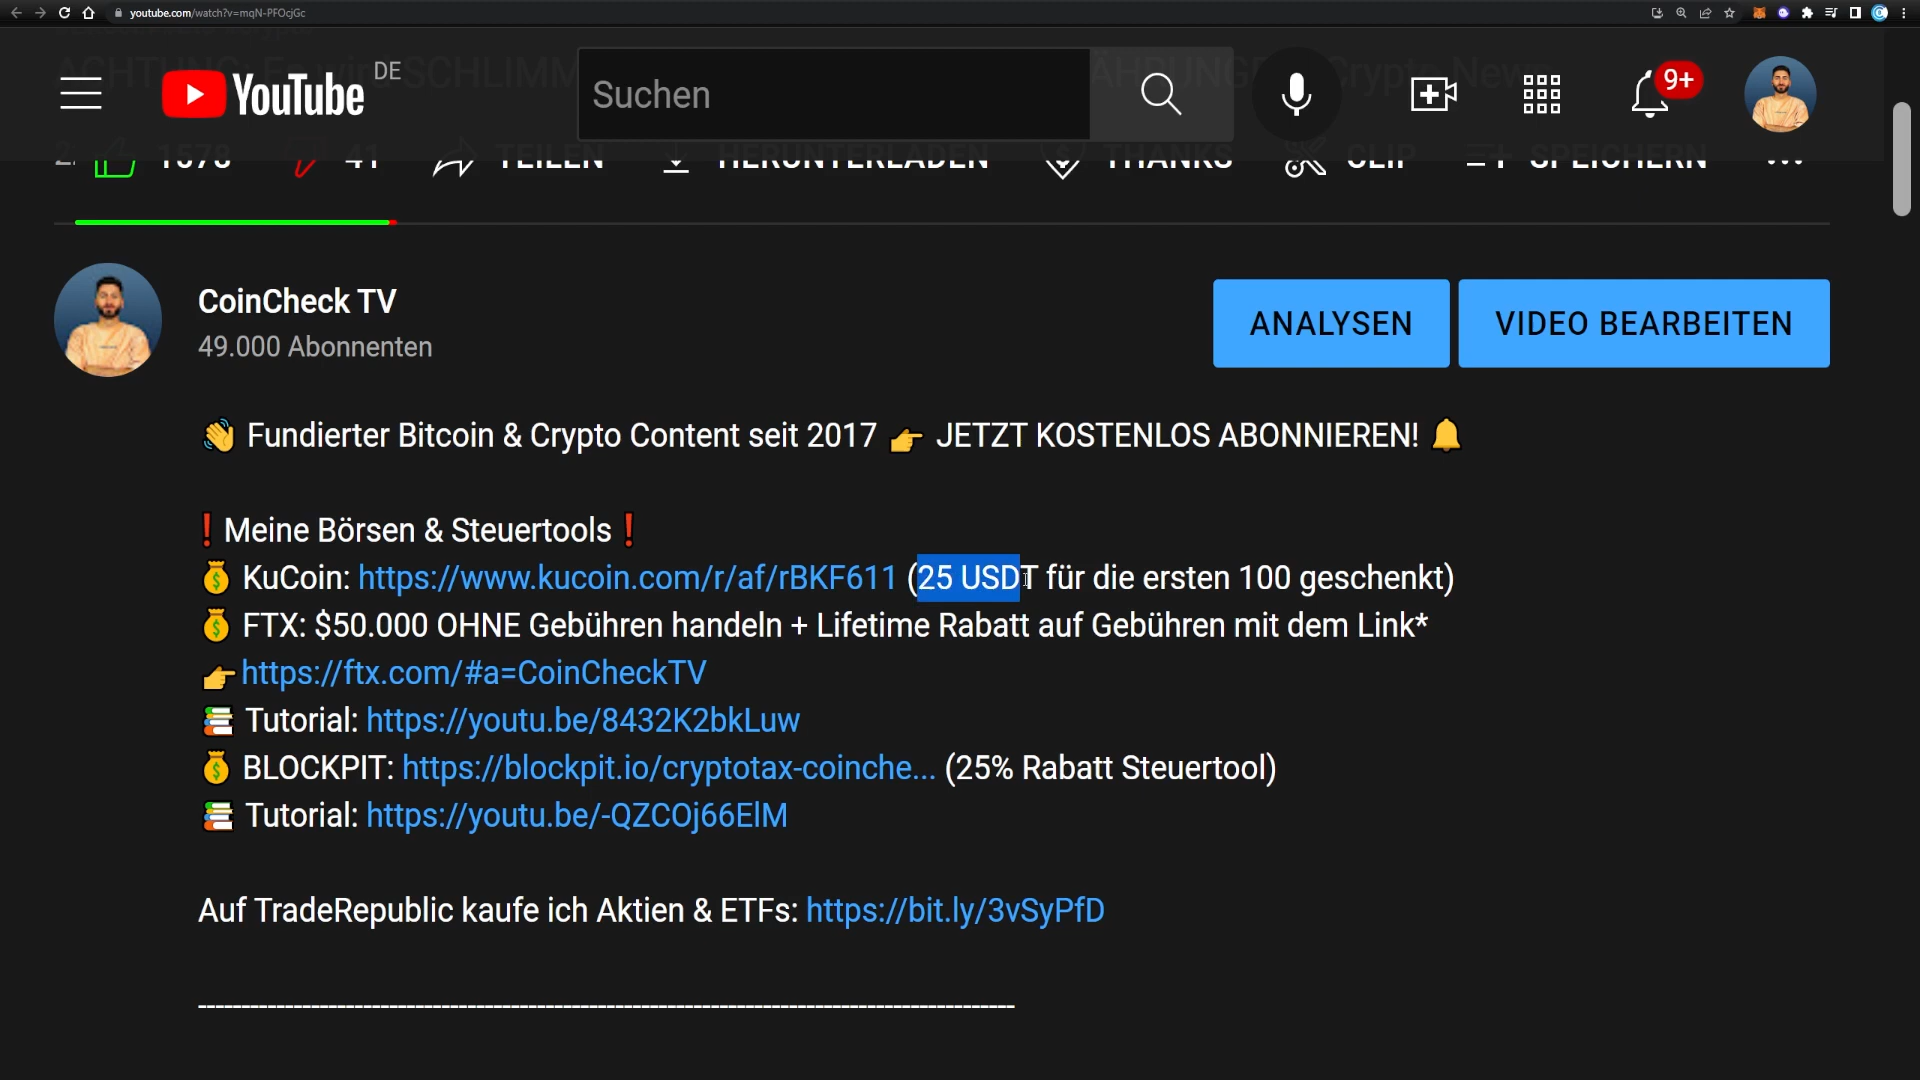 youtube.com/watch?v=mqN-PFOcjGc
YouTube DE
Suchen
9+
1578 41 TEILEN HERUNTERLADEN THANKS CLIP SPEICHERN ...
CoinCheck TV
49.000 Abonnenten
ANALYSEN VIDEO BEARBEITEN
👋 Fundierter Bitcoin & Crypto Content seit 2017 👉 JETZT KOSTENLOS ABONNIEREN! 🔔
❗Meine Börsen & Steuertools❗
💰 KuCoin: https://www.kucoin.com/r/af/rBKF611 (25 USDT für die ersten 100 geschenkt)
💰 FTX: $50.000 OHNE Gebühren handeln + Lifetime Rabatt auf Gebühren mit dem Link*
👉https://ftx.com/#a=CoinCheckTV
📚 Tutorial: https://youtu.be/8432K2bkLuw
💰 BLOCKPIT: https://blockpit.io/cryptotax-coinche... (25% Rabatt Steuertool)
📚 Tutorial: https://youtu.be/-QZCOj66ElM
Auf TradeRepublic kaufe ich Aktien & ETFs: https://bit.ly/3vSyPfD